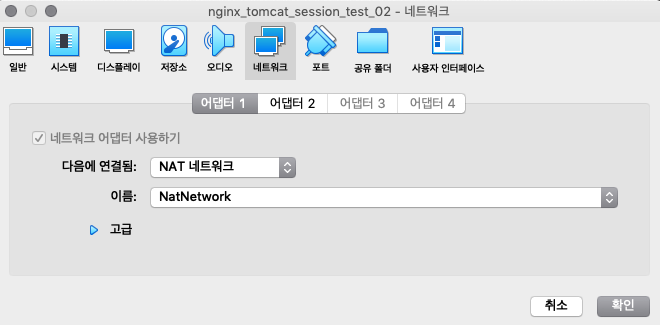 nginx_tomcat_session_test_02 - 네트워크
일반 시스템 디스플레이 저장소 오디오 네트워크 포트 공유 폴더 사용자 인터페이스
어댑터 1 어댑터 2 어댑터 3 어댑터 4
네트워크 어댑터 사용하기
다음에 연결됨: NAT 네트워크
이름: NatNetwork
고급
취소 확인